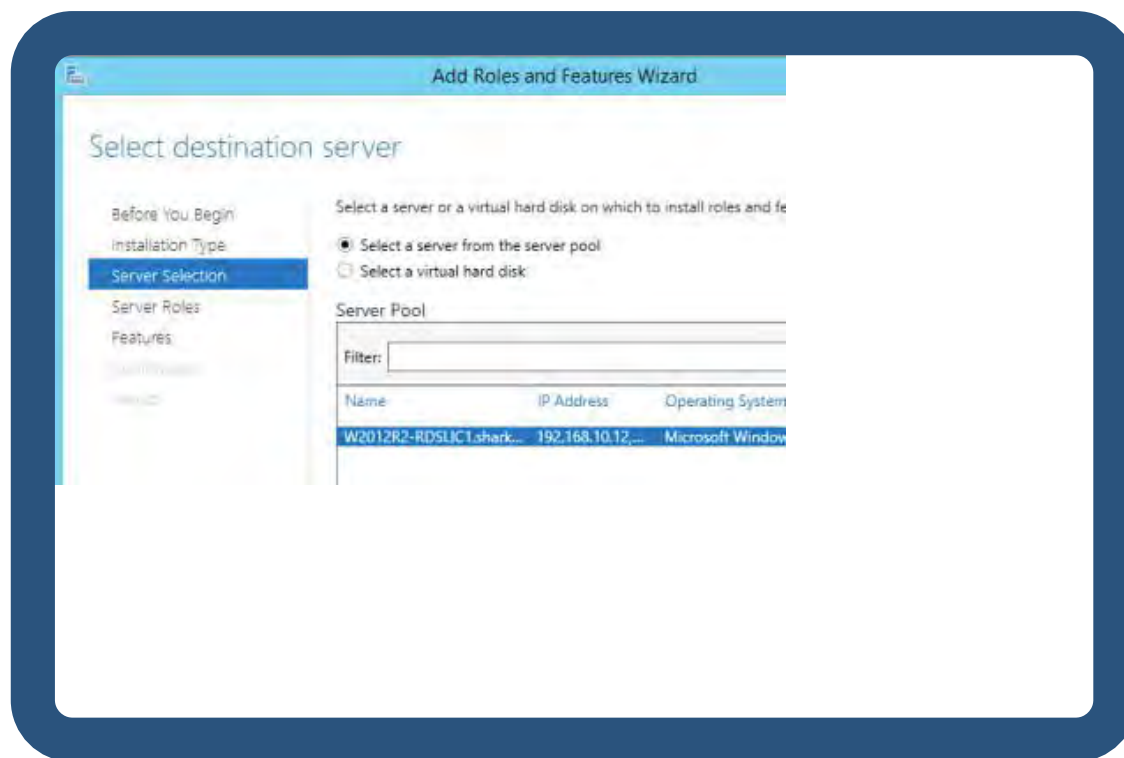 Add Roles and Features Wizard
Select destination server
Before You Begin
Installation Type
Server Selection
Server Roles
Features
Select a server or a virtual hard disk on which to install roles and fe
Select a server from the server pool
Select a virtual hard disk
Server Pool
Filter:
Name IP Address Operating System
W2012R2-RDSLIC1.shark... 192.168.10.12,... Microsoft Window